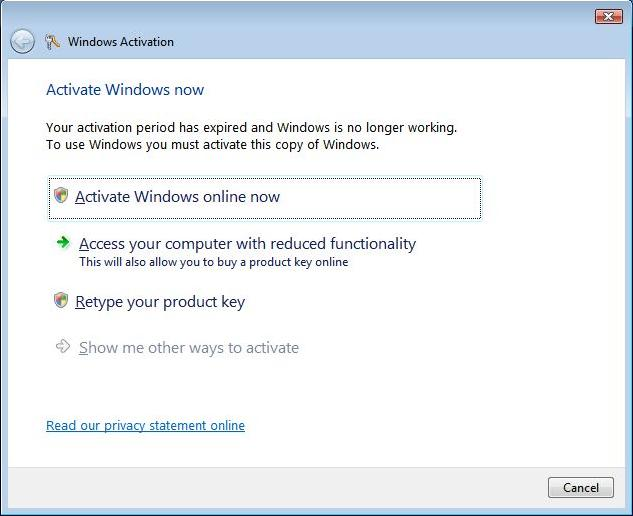 Windows Activation
Activate Windows now
Your activation period has expired and Windows is no longer working.
To use Windows you must activate this copy of Windows.
Activate Windows online now
Access your computer with reduced functionality
This will also allow you to buy a product key online
Retype your product key
Show me other ways to activate
Read our privacy statement online
Cancel